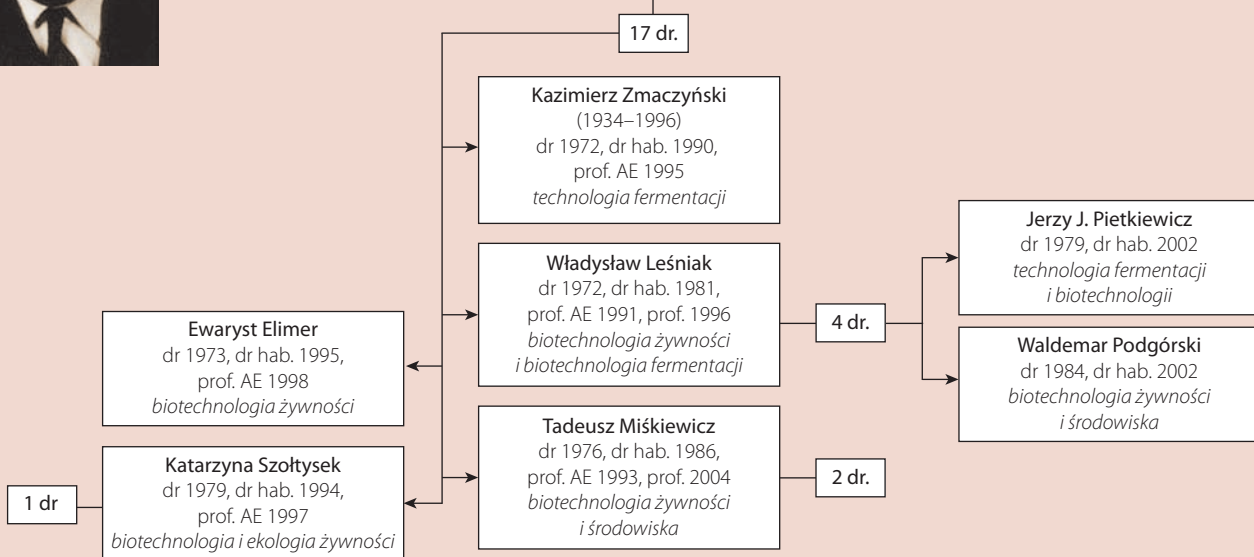 17 dr.
Kazimierz Zmaczyński
(1934–1996)
dr 1972, dr hab. 1990,
prof. AE 1995
technologia fermentacji
Władysław Leśniak
dr 1972, dr hab. 1981,
prof. AE 1991, prof. 1996
biotechnologia żywności
i biotechnologia fermentacji
4 dr.
Jerzy J. Pietkiewicz
dr 1979, dr hab. 2002
technologia fermentacji
i biotechnologii
Waldemar Podgórski
dr 1984, dr hab. 2002
biotechnologia żywności
i środowiska
Ewaryst Elimer
dr 1973, dr hab. 1995,
prof. AE 1998
biotechnologia żywności
Tadeusz Miśkiewicz
dr 1976, dr hab. 1986,
prof. AE 1993, prof. 2004
biotechnologia żywności
i środowiska
2 dr.
Katarzyna Szołtysek
dr 1979, dr hab. 1994,
prof. AE 1997
biotechnologia i ekologia żywności
1 dr